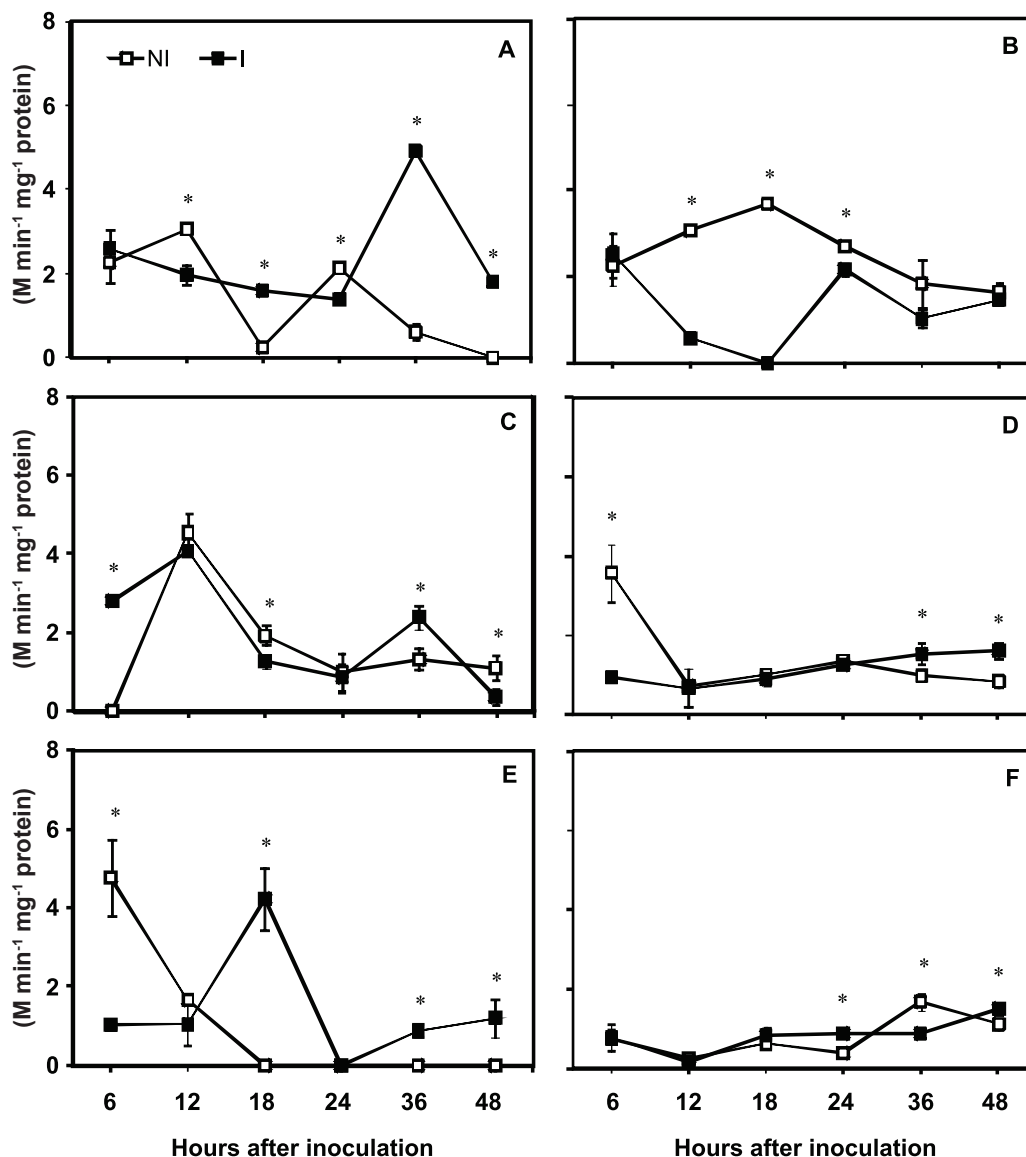 8
A
B
NI
I
6
*
*
*
*
4
*
*
*
*
2
0
(M min⁻¹ mg⁻¹ protein)
8
C
D
6
*
*
4
*
*
*
*
*
2
0
(M min⁻¹ mg⁻¹ protein)
8
E
F
*
6
*
4
*
*
*
*
2
*
0
(M min⁻¹ mg⁻¹ protein)
6 12 18 24 36 48
6 12 18 24 36 48
Hours after inoculation
Hours after inoculation